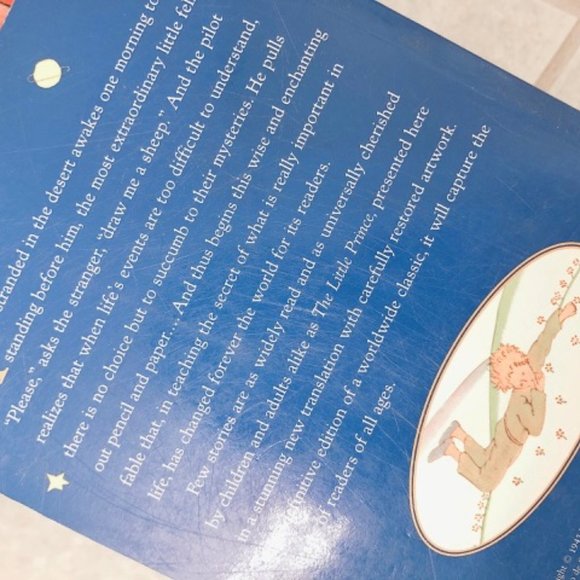 stranded in the desert awakes one morning to
standing before him, the most extraordinary little fel
"Please," asks the stranger, "draw me a sheep." And the pilot
realizes that when life's events are too difficult to understand,
there is no choice but to succumb to their mysteries. He pulls
out pencil and paper... And thus begins this wise and enchanting
fable that, in teaching the secret of what is really important in
life, has changed forever the world for its readers.
Few stories are as widely read and as universally cherished
by children and adults alike as The Little Prince, presented here
in a stunning new translation with carefully restored artwork.
definitive edition of a worldwide classic, it will capture the
of readers of all ages.
© 1943